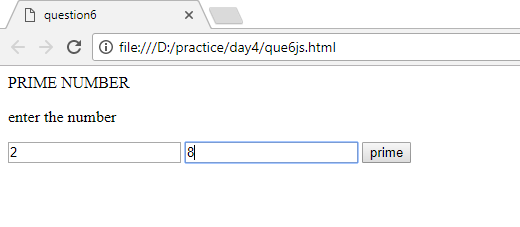 question6
file:///D:/practice/day4/que6js.html
PRIME NUMBER
enter the number
2 8 prime